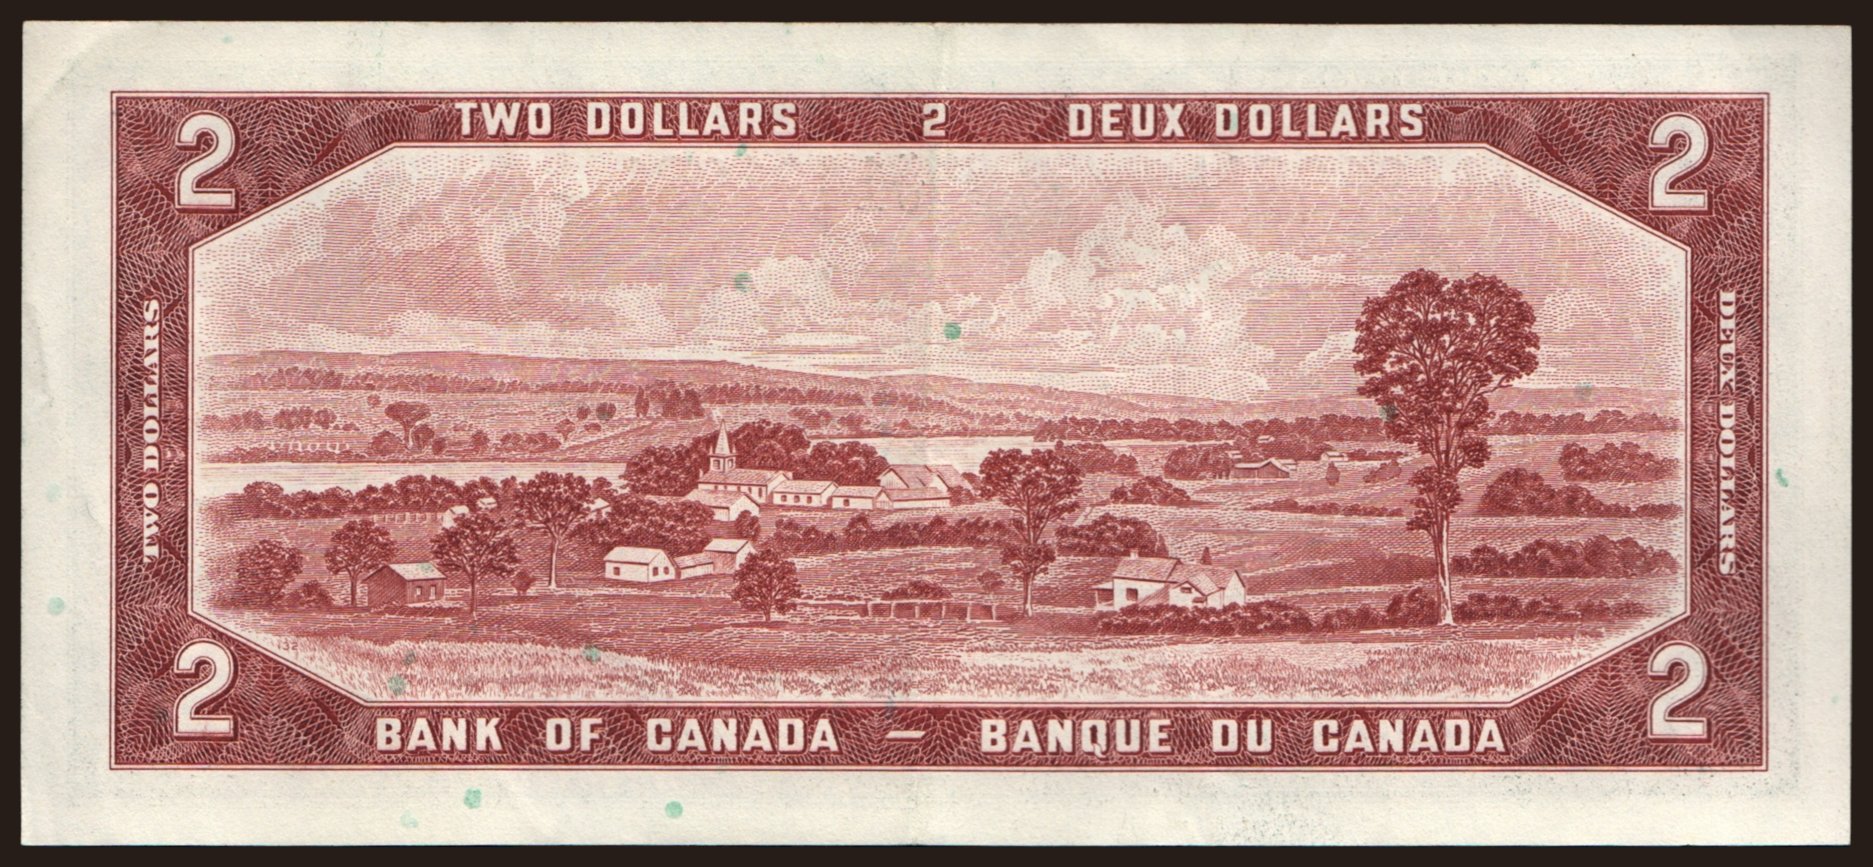 TWO DOLLARS 2 DEUX DOLLARS
2
2
TWO DOLLARS
DEUX DOLLARS
132
2
2
BANK OF CANADA — BANQUE DU CANADA